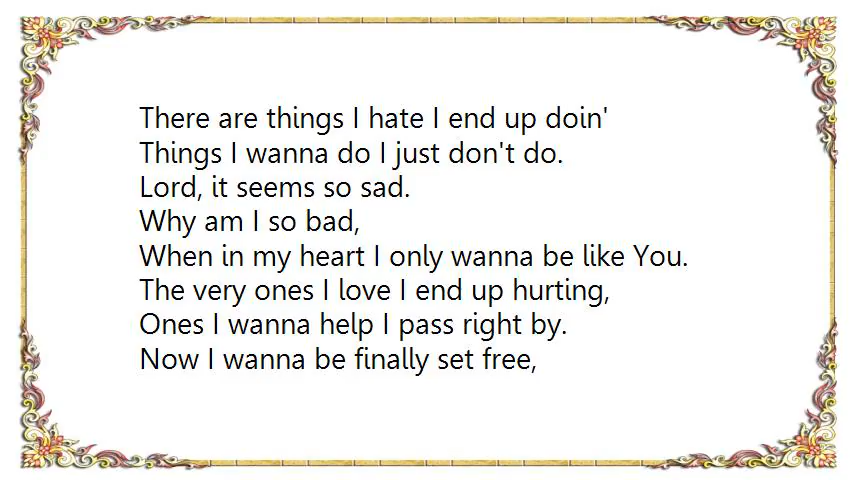 There are things I hate I end up doin'
Things I wanna do I just don't do.
Lord, it seems so sad.
Why am I so bad,
When in my heart I only wanna be like You.
The very ones I love I end up hurting,
Ones I wanna help I pass right by.
Now I wanna be finally set free,